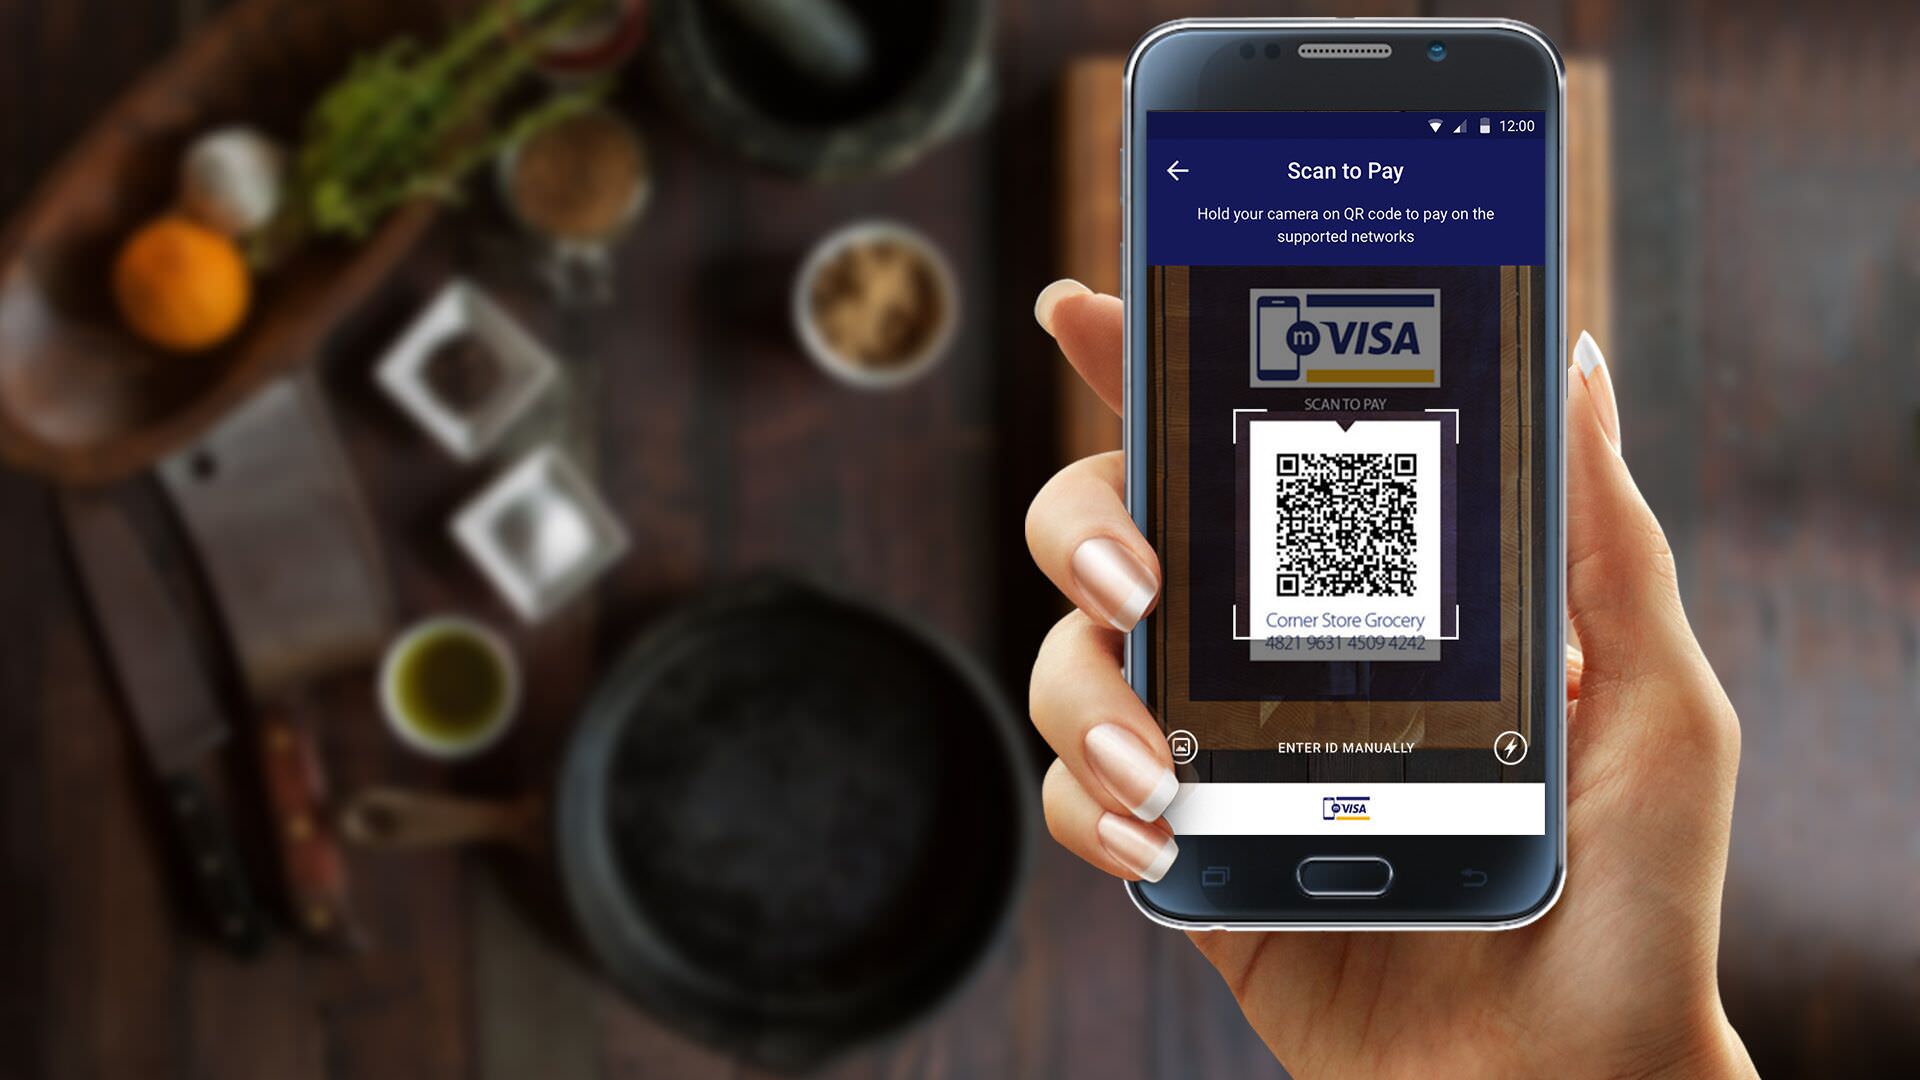 12:00
Scan to Pay
Hold your camera on QR code to pay on the
supported networks
m VISA
SCAN TO PAY
Corner Store Grocery
4821 9631 4509 4242
ENTER ID MANUALLY
m VISA